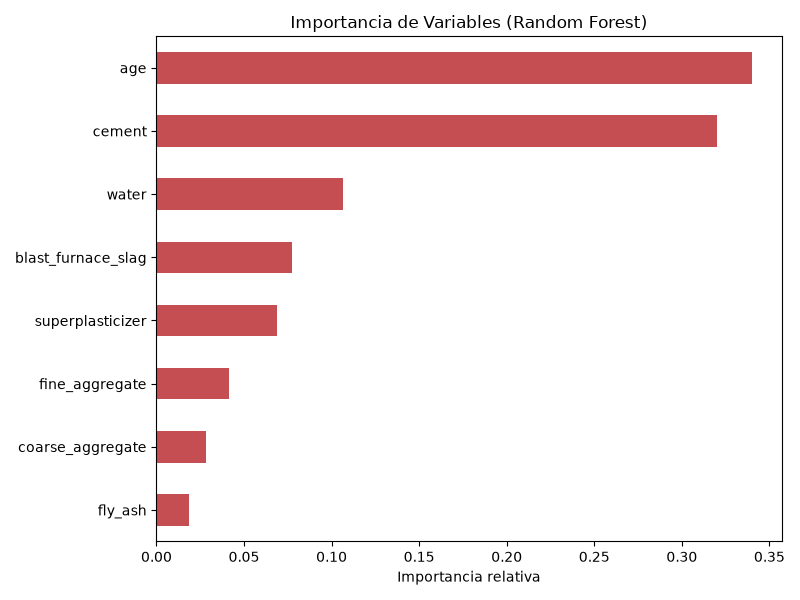 Importancia de Variables (Random Forest)
age
cement
water
blast_furnace_slag
superplasticizer
fine_aggregate
coarse_aggregate
fly_ash
0.00 0.05 0.10 0.15 0.20 0.25 0.30 0.35
Importancia relativa